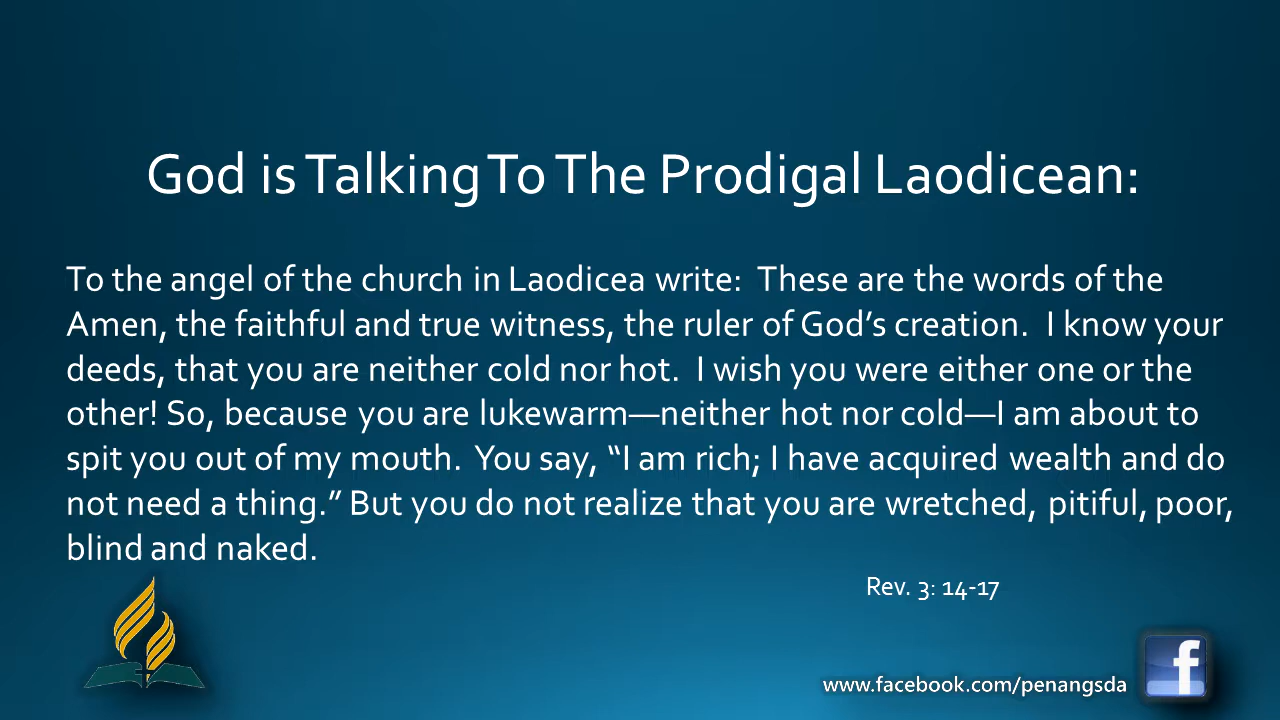 God is Talking To The Prodigal Laodicean:
To the angel of the church in Laodicea write:  These are the words of the
Amen, the faithful and true witness, the ruler of God’s creation.  I know your
deeds, that you are neither cold nor hot.  I wish you were either one or the
other! So, because you are lukewarm—neither hot nor cold—I am about to
spit you out of my mouth.  You say, “I am rich; I have acquired wealth and do
not need a thing.” But you do not realize that you are wretched, pitiful, poor,
blind and naked.
Rev. 3: 14-17
www.facebook.com/penangsda
f